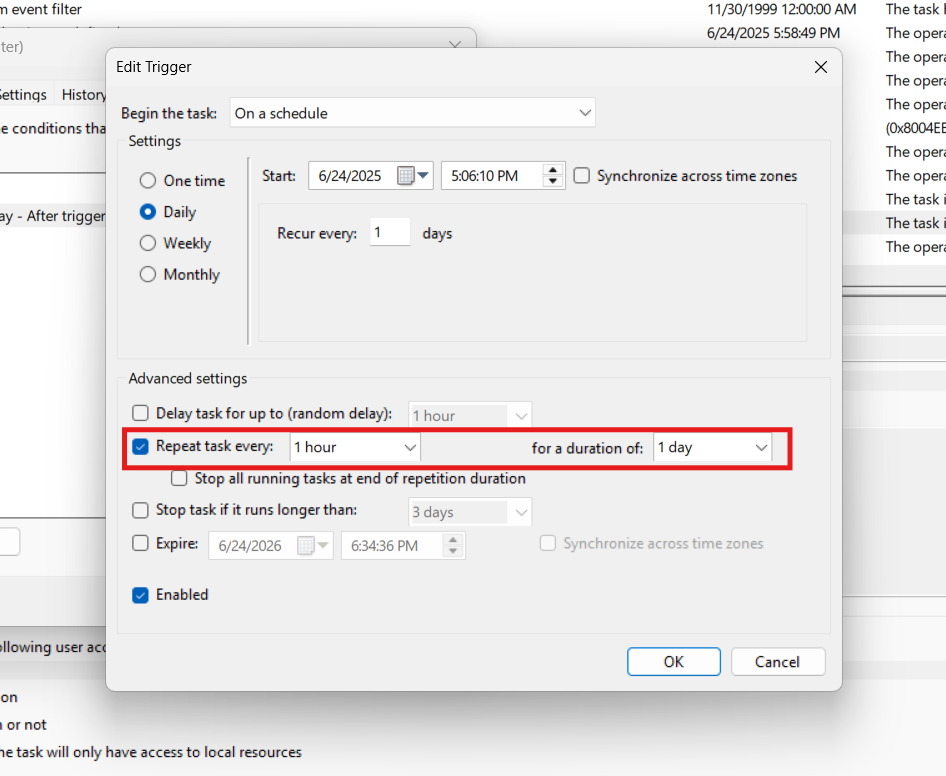 m event filter
11/30/1999 12:00:00 AM The task
6/24/2025 5:58:49 PM The opera
ter)
The opera
Edit Trigger
The opera
Settings History
The opera
Begin the task: On a schedule
e conditions tha
(0x8004EE
Settings
The opera
Start: 6/24/2025 5:06:10 PM Synchronize across time zones
One time
The opera
The task i
Daily
ay - After trigger
The task i
Recur every: 1 days
Weekly
The opera
Monthly
Advanced settings
Delay task for up to (random delay): 1 hour
Repeat task every: 1 hour for a duration of: 1 day
Stop all running tasks at end of repetition duration
Stop task if it runs longer than: 3 days
Expire: 6/24/2026 6:34:36 PM Synchronize across time zones
Enabled
ollowing user acc
OK Cancel
on
n or not
he task will only have access to local resources